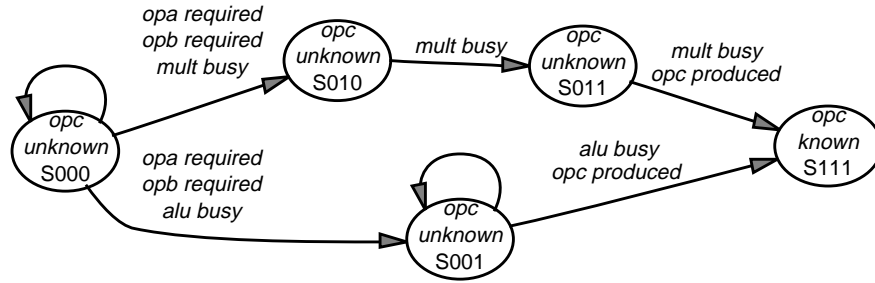 opa required
opb required
mult busy
opc
unknown
S010
mult busy
opc
unknown
S011
mult busy
opc produced
opc
unknown
S000
opc
known
S111
opa required
opb required
alu busy
opc
unknown
S001
alu busy
opc produced